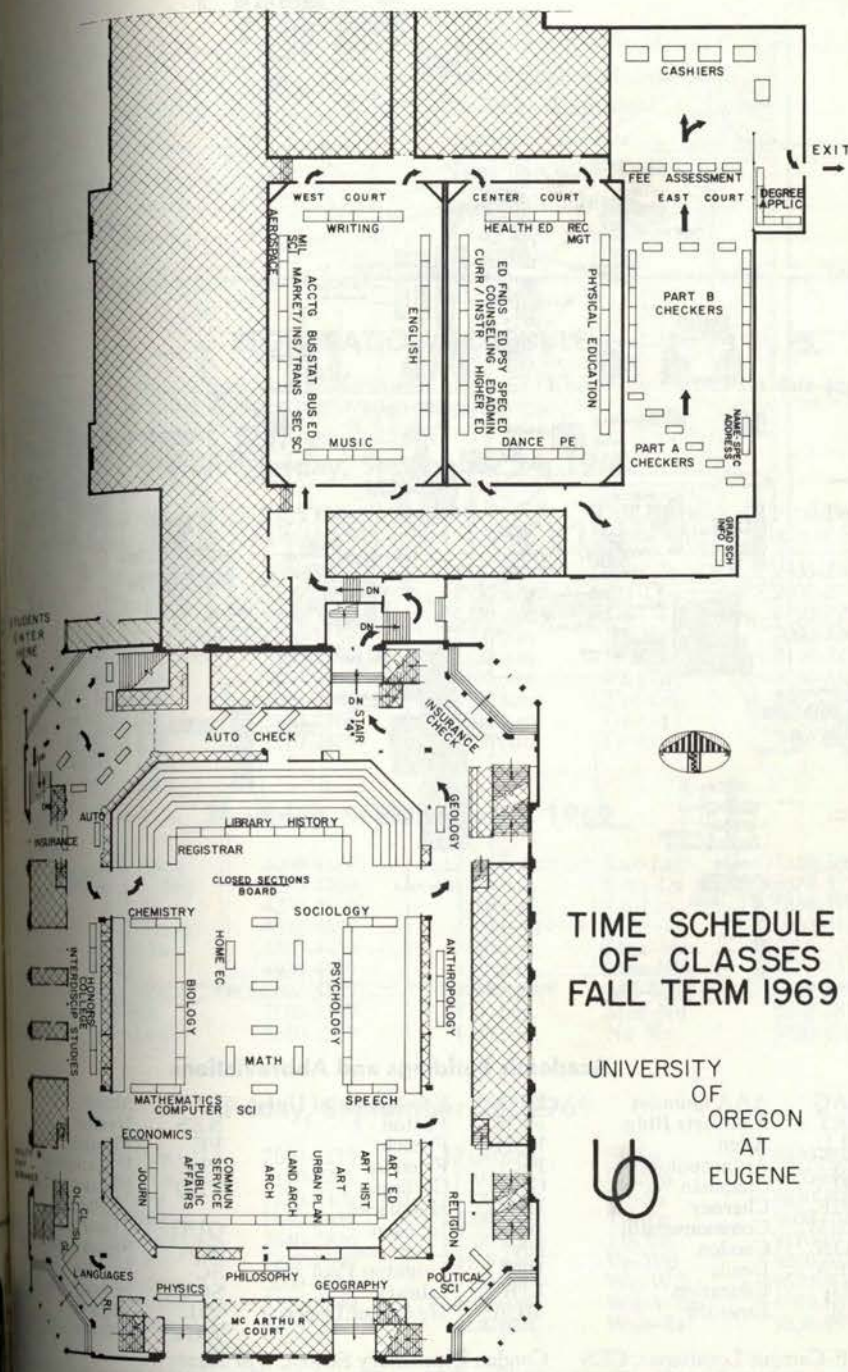 CASHIERS
EXIT
FEE ASSESSMENT
EAST COURT
DEGREE
APPLIC
WEST COURT
CENTER COURT
WRITING
HEALTH ED
REC
MGT
AEROSPACE
MIL
SCI
ACCTG BUS STAT BUS ED
MARKET/INS/TRANS SEC SCI
ENGLISH
ED FNDS ED PSY SPEC ED
COUNSELING ED ADMIN
CURR/INSTR HIGHER ED
PHYSICAL EDUCATION
PART B
CHECKERS
MUSIC
DANCE PE
PART A
CHECKERS
NAME-SPEC
ADDRESS
GRAD SCH
INFO
DN
DN
STUDENTS
ENTER
HERE
DN
STAIR
"4"
AUTO CHECK
INSURANCE
CHECK
AUTO
INSURANCE
GEOLOGY
LIBRARY HISTORY
REGISTRAR
CLOSED SECTIONS
BOARD
CHEMISTRY
SOCIOLOGY
HOME EC
HONORS
COLLEGE
INTERDISCIP STUDIES
BIOLOGY
PSYCHOLOGY
ANTHROPOLOGY
MATH
MATHEMATICS
COMPUTER SCI
SPEECH
ECONOMICS
JOURN
PUBLIC
AFFAIRS
COMMUN
SERVICE
ARCH
LAND ARCH
URBAN PLAN
ART
ART HIST
ART ED
RELIGION
OL
CL
SL
GL
LANGUAGES
RL
PHYSICS
PHILOSOPHY
GEOGRAPHY
POLITICAL
SCI
Mc ARTHUR
COURT
TIME SCHEDULE
OF CLASSES
FALL TERM 1969
UNIVERSITY
OF
OREGON
AT
EUGENE
UO